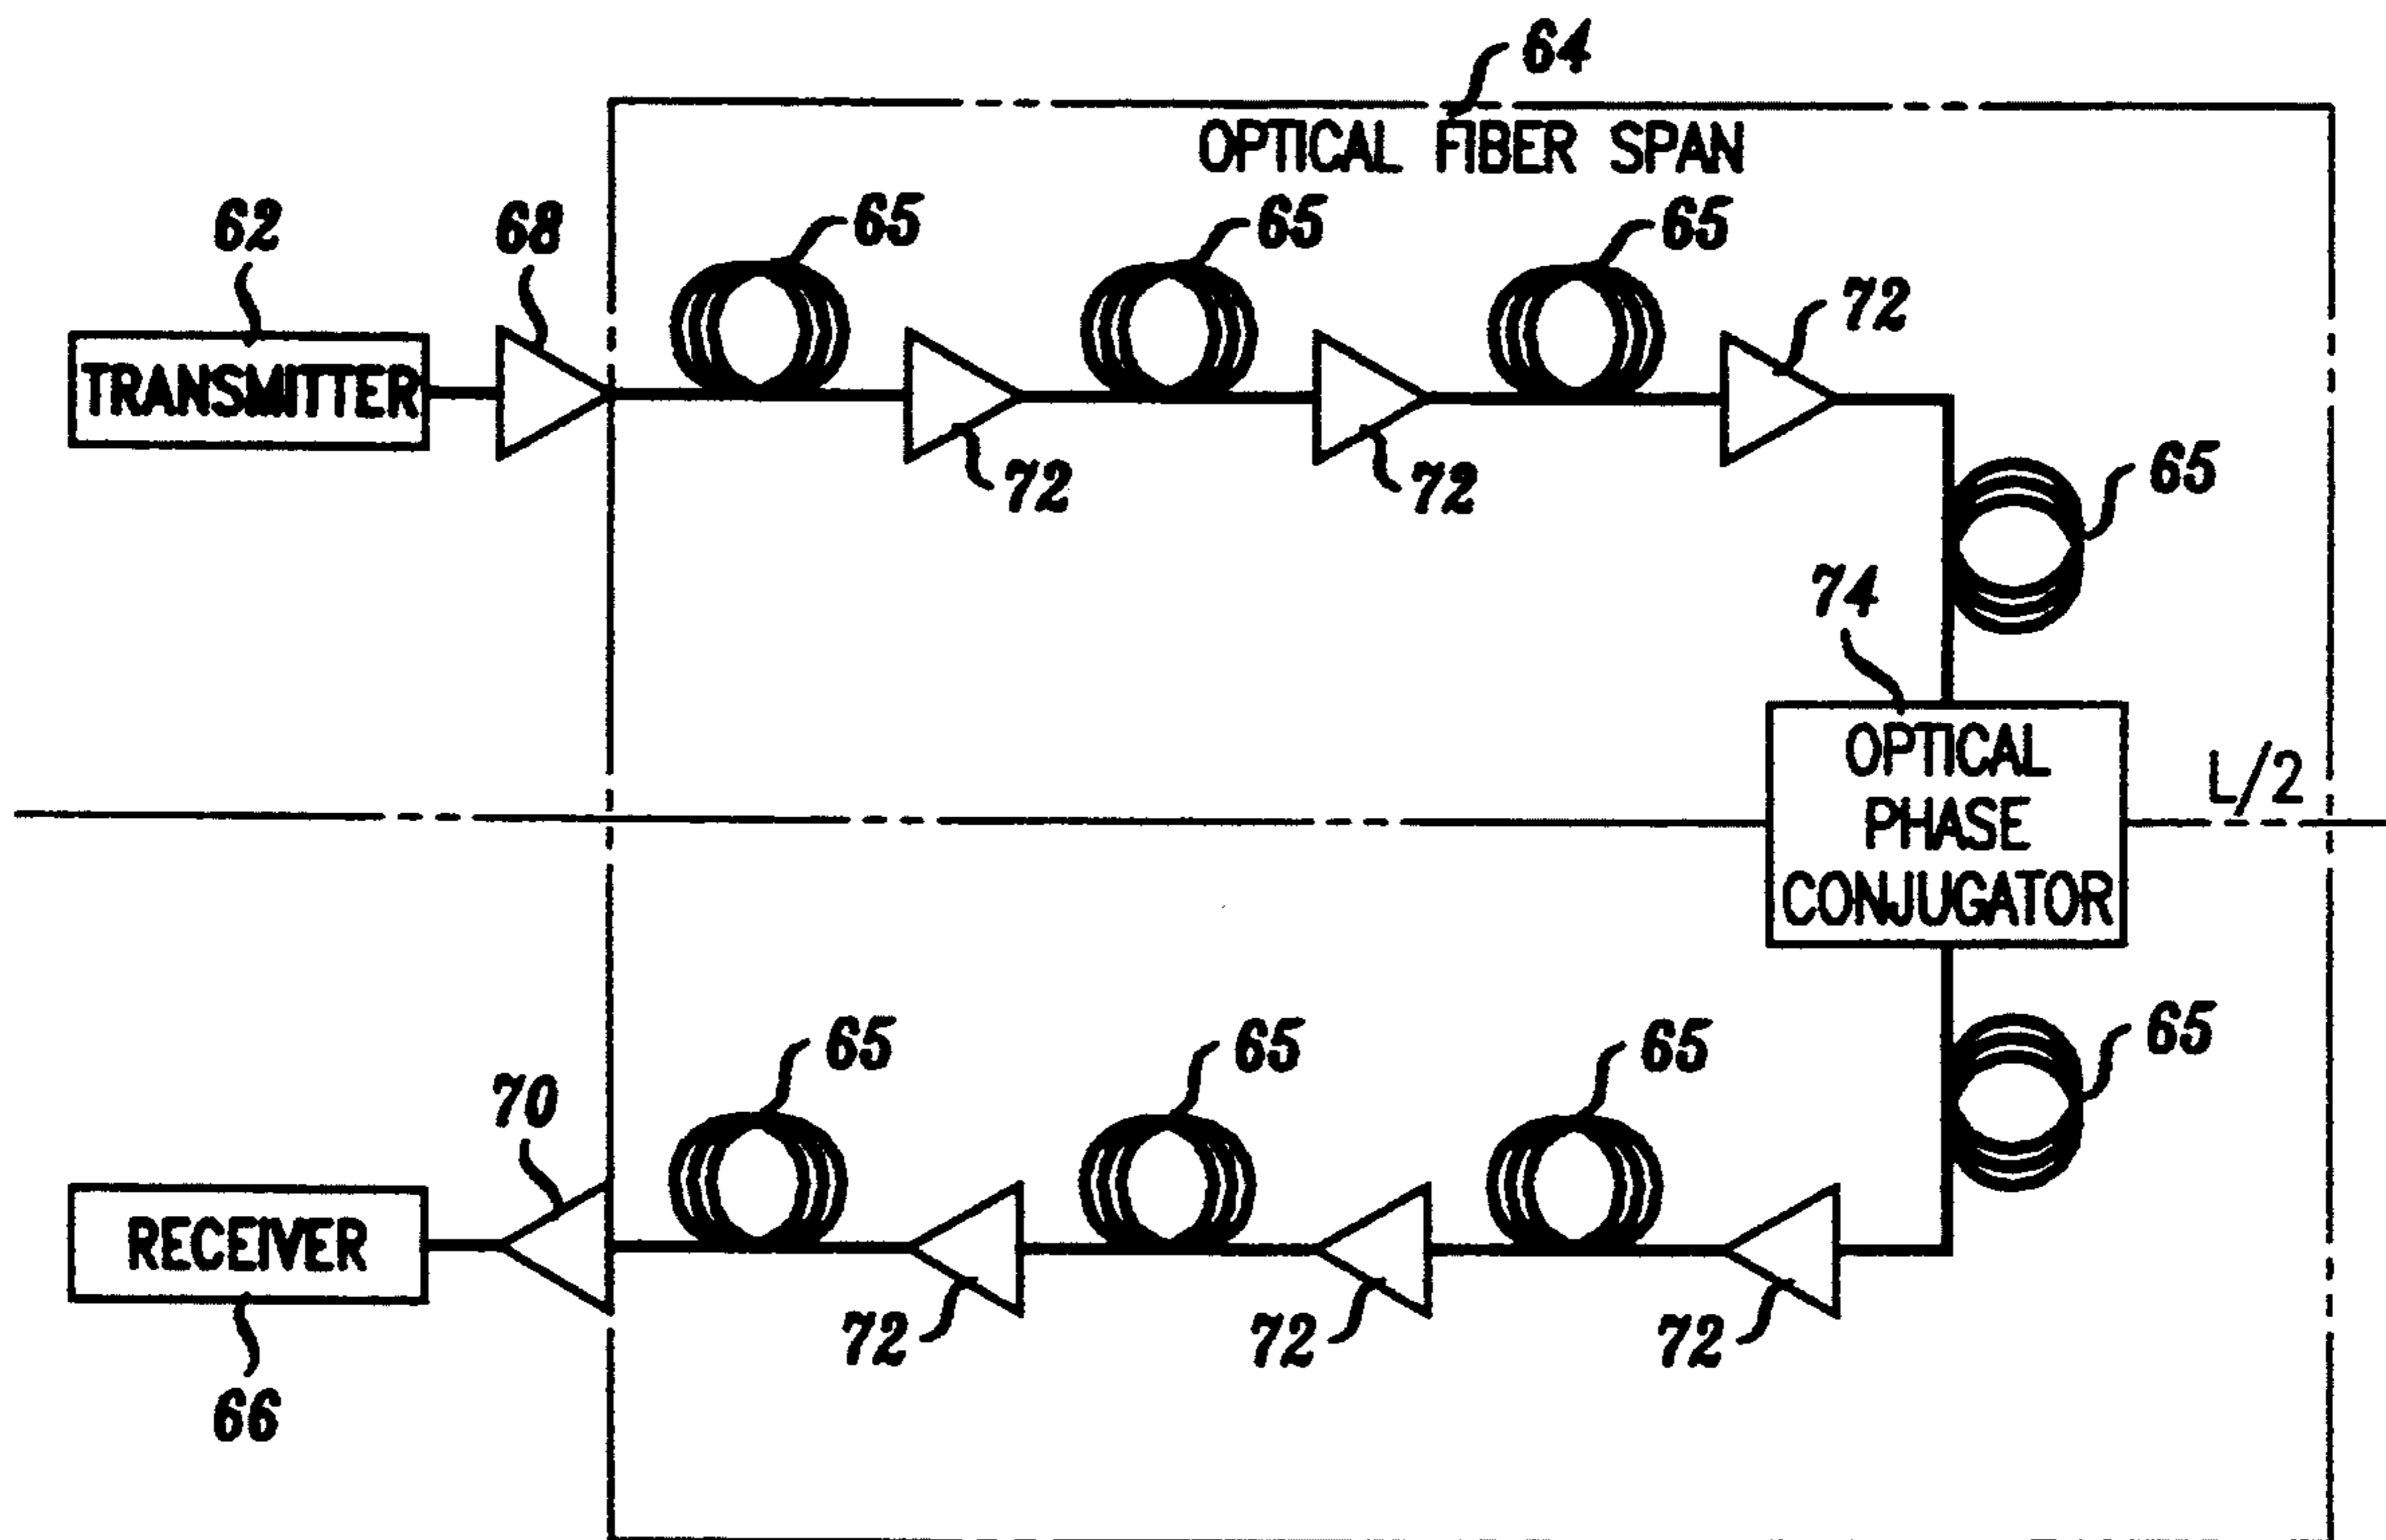 64
OPTICAL FIBER SPAN
62
68
65
65
65
72
TRANSMITTER
72
72
65
74
OPTICAL
PHASE
CONJUGATOR
L/2
65
65
65
65
70
RECEIVER
72
72
72
66